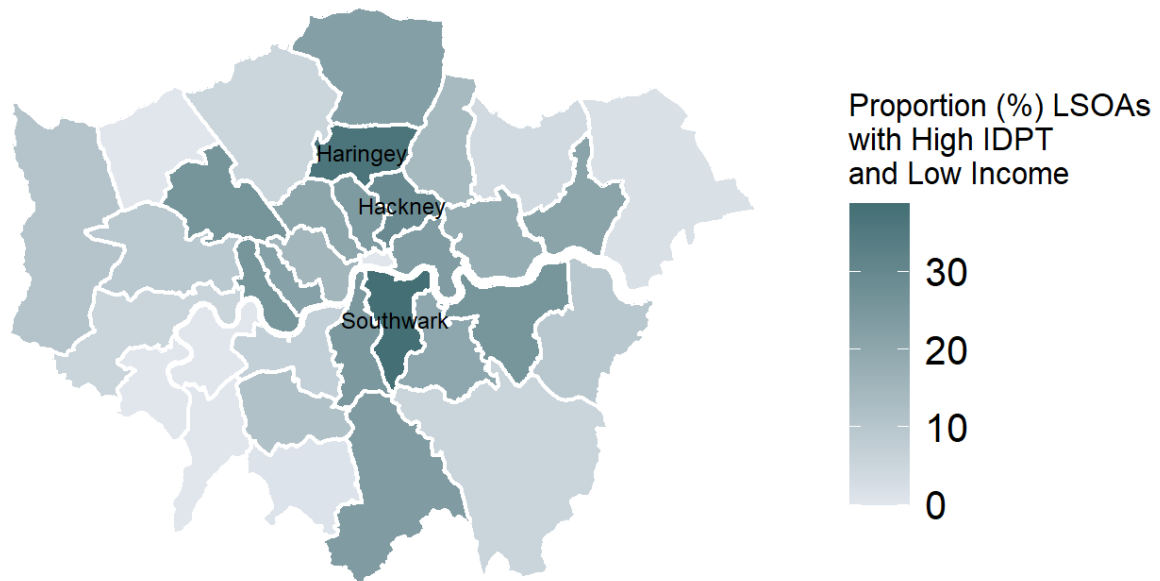 Haringey
Hackney
Southwark
Proportion (%) LSOAs
with High IDPT
and Low Income
30
20
10
0